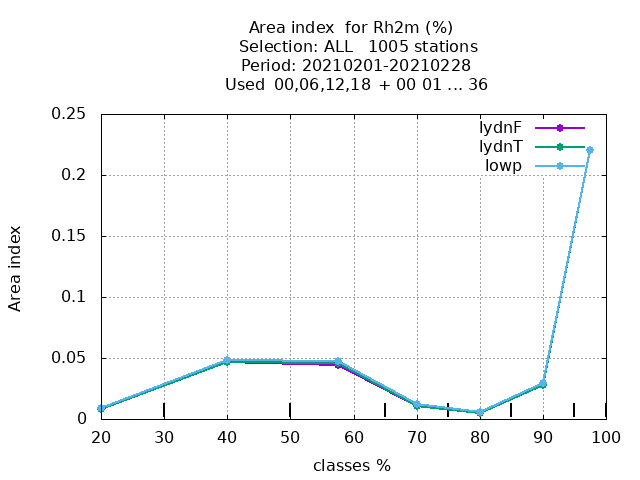 Area index  for Rh2m (%)
Selection: ALL   1005 stations
Period: 20210201-20210228
Used  00,06,12,18  + 00 01 ... 36
lydnF
lydnT
lowp
0.25
0.2
0.15
0.1
0.05
0
Area index
20 30 40 50 60 70 80 90 100
classes %